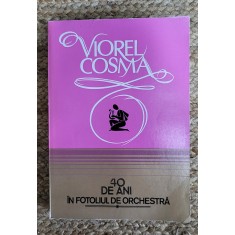 VIOREL
COSMA
40
DE ANI
ÎN FOTOLIUL DE ORCHESTRĂ